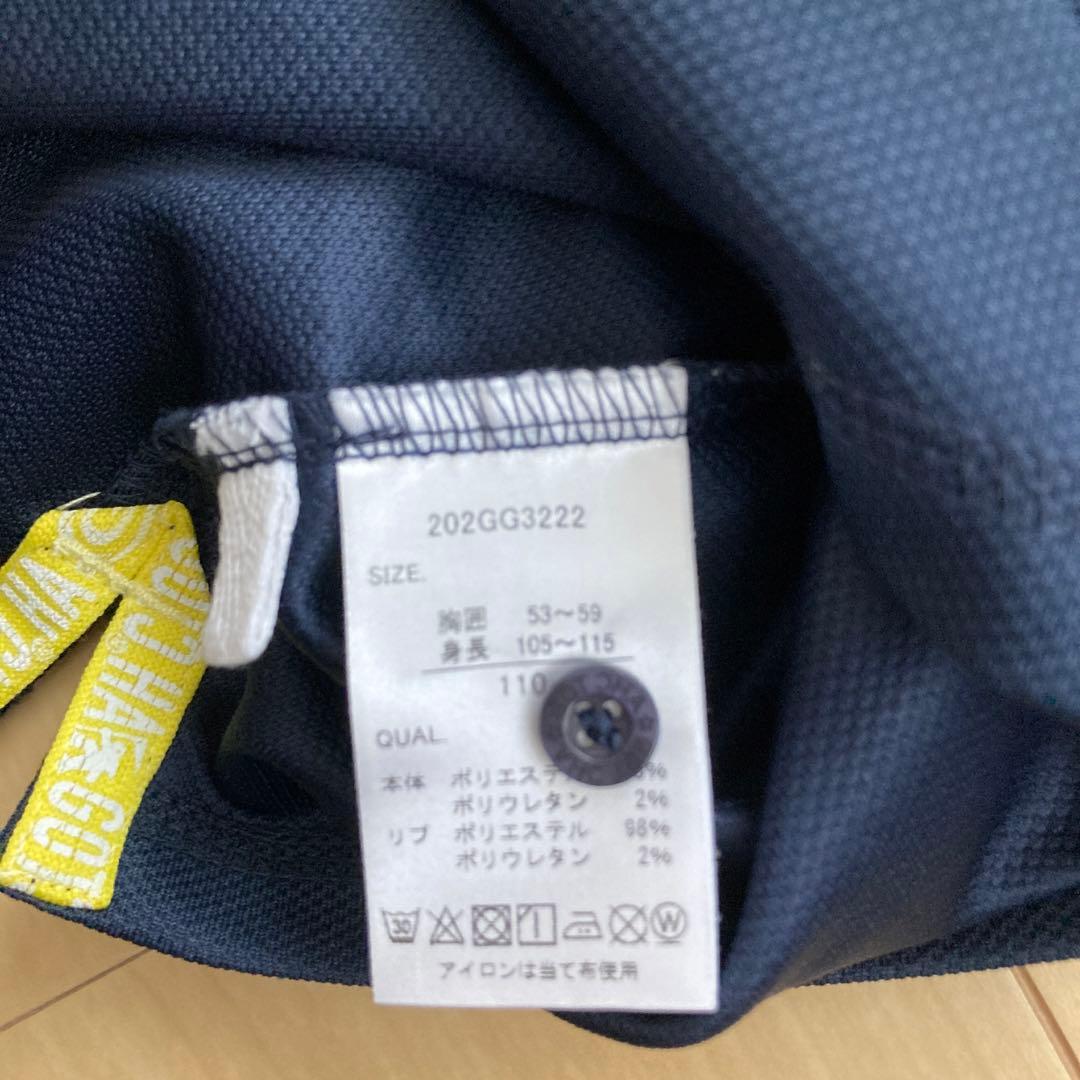 202GG3222
SIZE.
胸囲 53～59
身長 105～115
110
QUAL.
本体 ポリエステ %
ポリウレタン 2%
リブ ポリエステル 98%
ポリウレタン 2%
30
W
アイロンは当て布使用